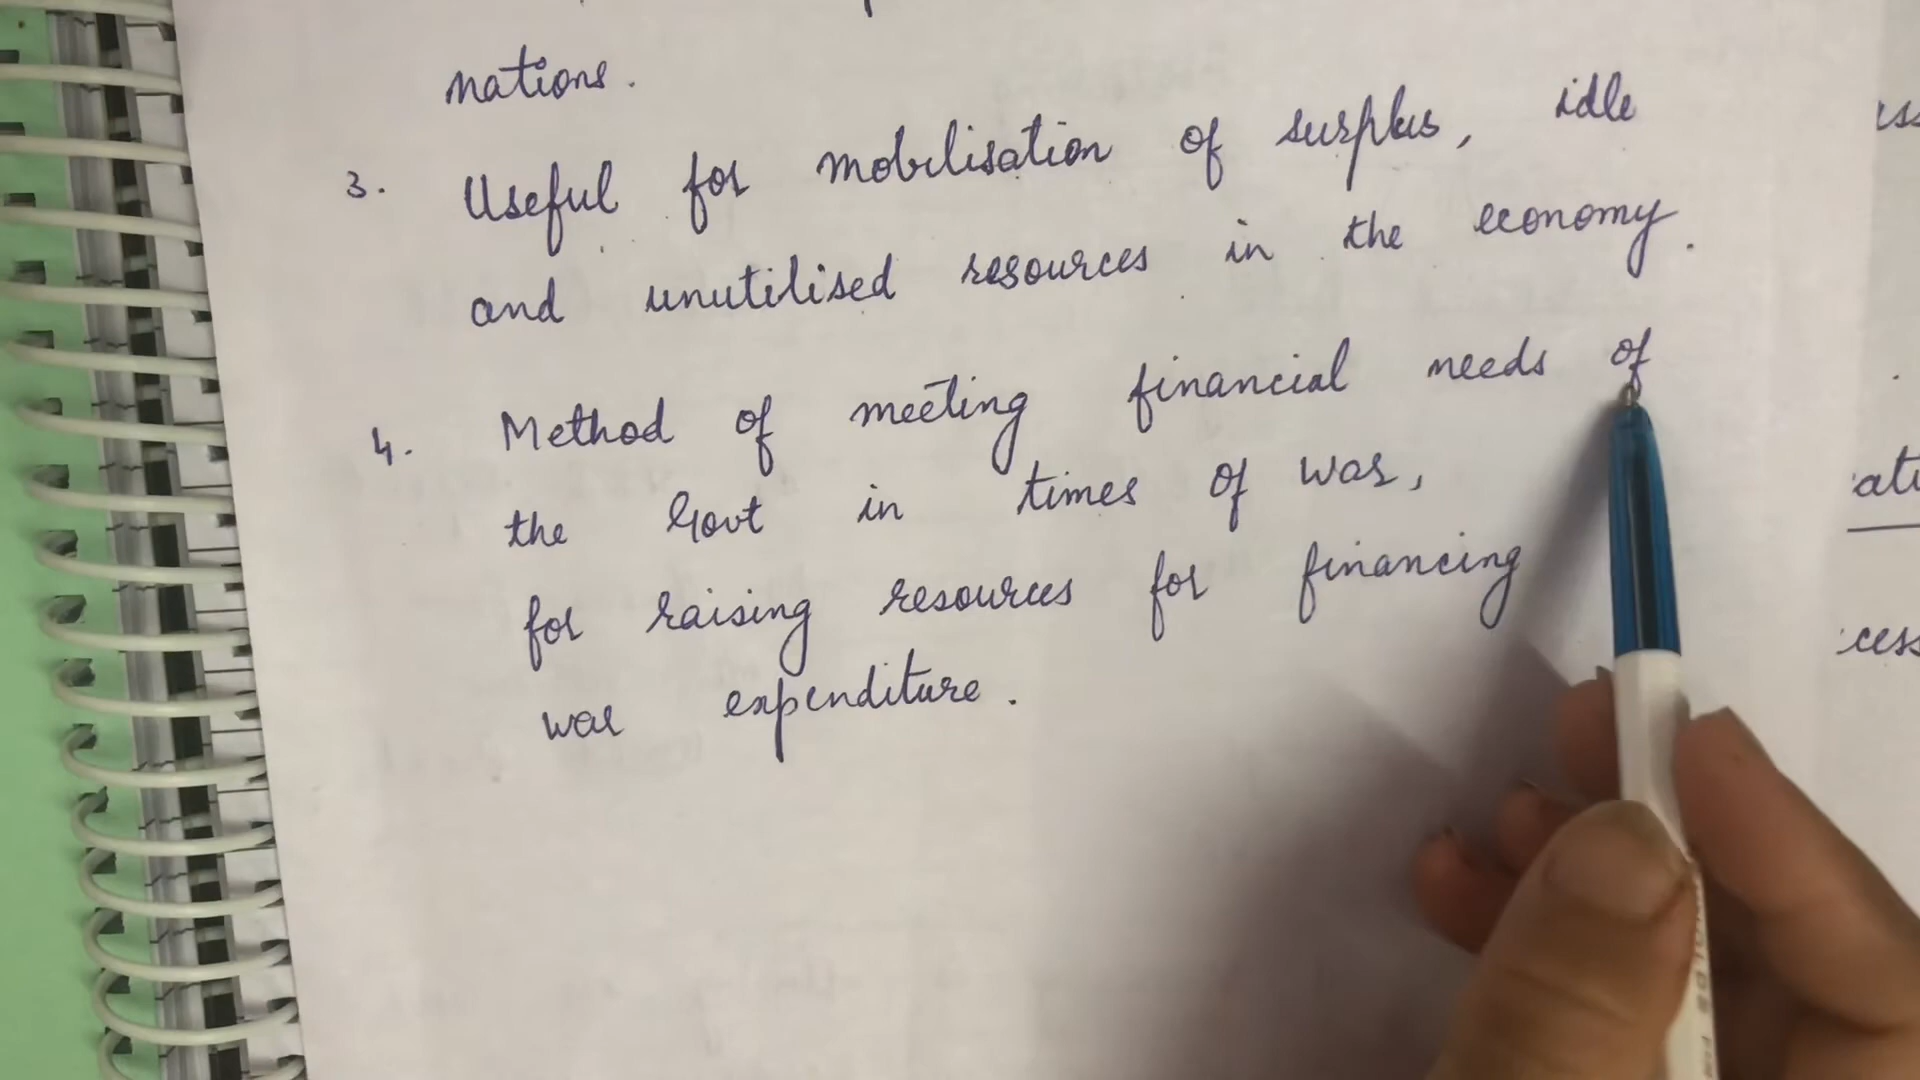 nations.
3. Useful for mobilisation of surplus, idle
and unutilised resources in the economy.
4. Method of meeting financial needs of
the Govt in times of war,
for raising resources for financing
war expenditure.